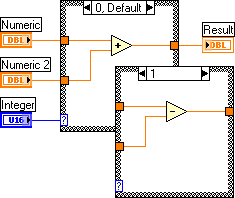 Numeric
0, Default
DBL
+
Result
DBL
Numeric 2
DBL
1
Integer
U16
?
−
?